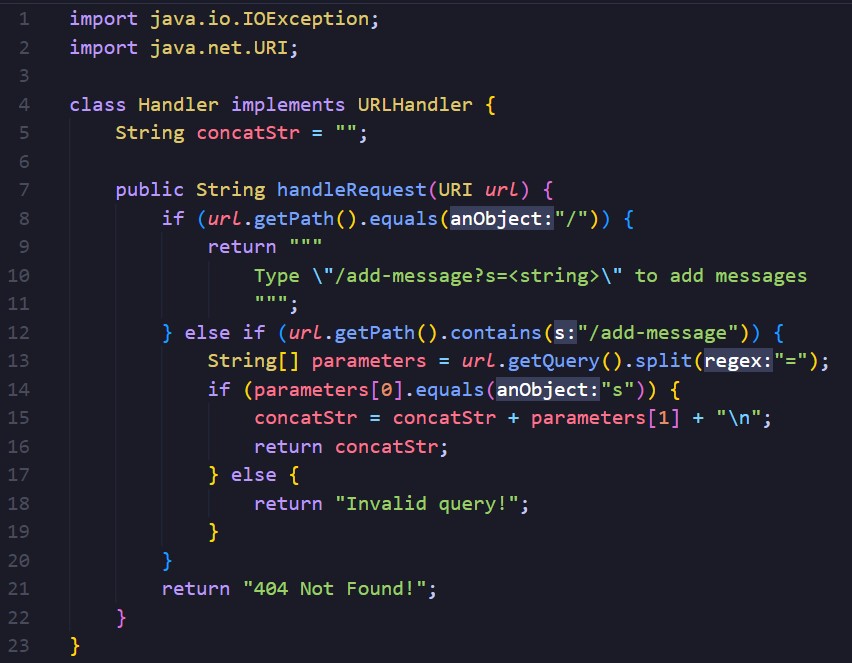 1 import java.io.IOException;
2 import java.net.URI;
3
4 class Handler implements URLHandler {
5     String concatStr = "";
6
7     public String handleRequest(URI url) {
8         if (url.getPath().equals(anObject:"/")) {
9             return """
10                 Type \"/add-message?s=<string>\" to add messages
11                 """;
12         } else if (url.getPath().contains(s:"/add-message")) {
13             String[] parameters = url.getQuery().split(regex:"=");
14             if (parameters[0].equals(anObject:"s")) {
15                 concatStr = concatStr + parameters[1] + "\n";
16                 return concatStr;
17             } else {
18                 return "Invalid query!";
19             }
20         }
21         return "404 Not Found!";
22     }
23 }